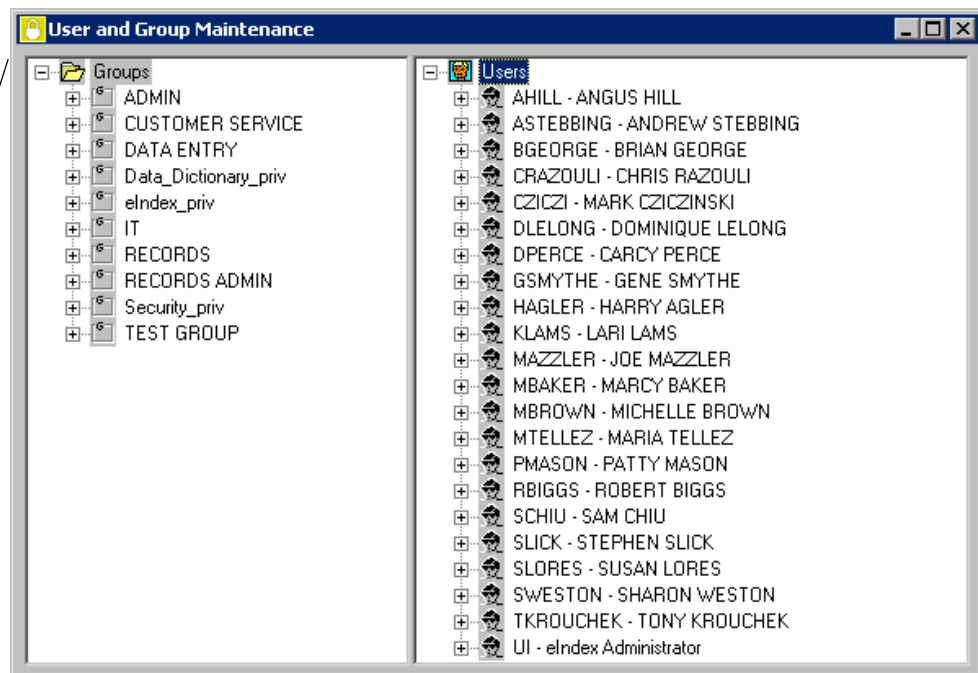 User and Group Maintenance
Groups
ADMIN
CUSTOMER SERVICE
DATA ENTRY
Data_Dictionary_priv
eIndex_priv
IT
RECORDS
RECORDS ADMIN
Security_priv
TEST GROUP
Users
AHILL - ANGUS HILL
ASTEBBING - ANDREW STEBBING
BGEORGE - BRIAN GEORGE
CRAZOULI - CHRIS RAZOULI
CZICZI - MARK CZICZINSKI
DLELONG - DOMINIQUE LELONG
DPERCE - CARCY PERCE
GSMYTHE - GENE SMYTHE
HAGLER - HARRY AGLER
KLAMS - LARI LAMS
MAZZLER - JOE MAZZLER
MBAKER - MARCY BAKER
MBROWN - MICHELLE BROWN
MTELLEZ - MARIA TELLEZ
PMASON - PATTY MASON
RBIGGS - ROBERT BIGGS
SCHIU - SAM CHIU
SLICK - STEPHEN SLICK
SLORES - SUSAN LORES
SWESTON - SHARON WESTON
TKROUCHEK - TONY KROUCHEK
UI - eIndex Administrator